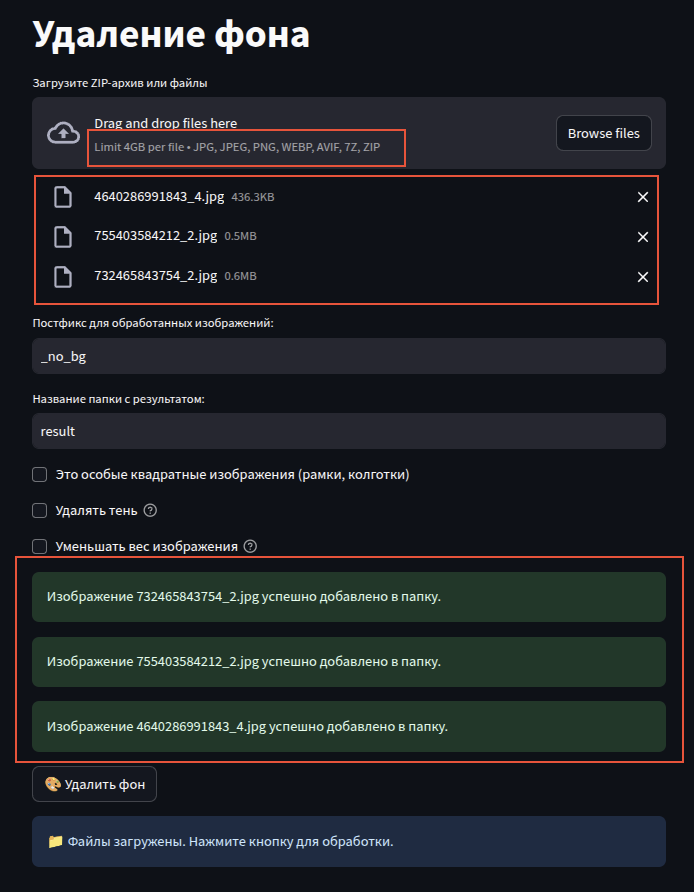 Удаление фона
Загрузите ZIP-архив или файлы
Drag and drop files here
Limit 4GB per file • JPG, JPEG, PNG, WEBP, AVIF, 7Z, ZIP
Browse files
4640286991843_4.jpg 436.3KB
755403584212_2.jpg 0.5MB
732465843754_2.jpg 0.6MB
Постфикс для обработанных изображений:
_no_bg
Название папки с результатом:
result
Это особые квадратные изображения (рамки, колготки)
Удалять тень
Уменьшать вес изображения
Изображение 732465843754_2.jpg успешно добавлено в папку.
Изображение 755403584212_2.jpg успешно добавлено в папку.
Изображение 4640286991843_4.jpg успешно добавлено в папку.
🎨 Удалить фон
📁 Файлы загружены. Нажмите кнопку для обработки.